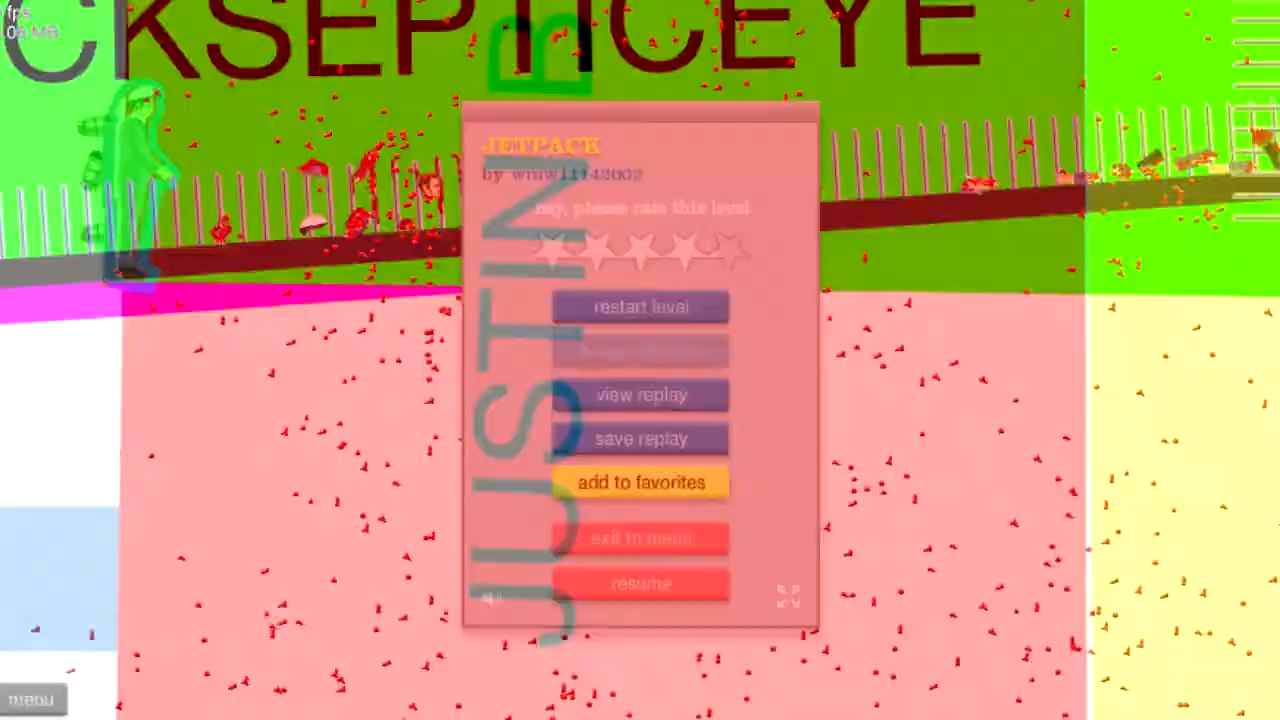 fps
CKSEPTICEYE
JUSTIN B
JETPACK
by
please rate this level
restart level
view replay
save replay
add to favorites
exit to menu
resume
menu